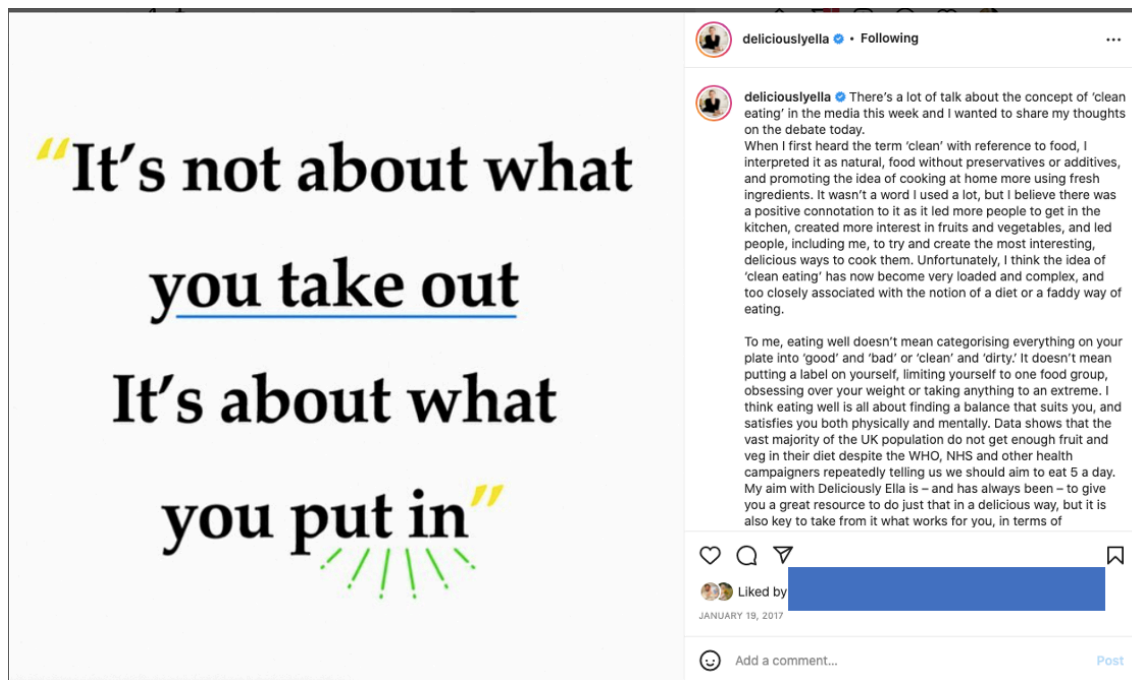 “It’s not about what
you take out
It’s about what
you put in”
deliciouslyella • Following
deliciouslyella There’s a lot of talk about the concept of ‘clean
eating’ in the media this week and I wanted to share my thoughts
on the debate today.
When I first heard the term ‘clean’ with reference to food, I
interpreted it as natural, food without preservatives or additives,
and promoting the idea of cooking at home more using fresh
ingredients. It wasn’t a word I used a lot, but I believe there was
a positive connotation to it as it led more people to get in the
kitchen, created more interest in fruits and vegetables, and led
people, including me, to try and create the most interesting,
delicious ways to cook them. Unfortunately, I think the idea of
‘clean eating’ has now become very loaded and complex, and
too closely associated with the notion of a diet or a faddy way of
eating.
To me, eating well doesn’t mean categorising everything on your
plate into ‘good’ and ‘bad’ or ‘clean’ and ‘dirty.’ It doesn’t mean
putting a label on yourself, limiting yourself to one food group,
obsessing over your weight or taking anything to an extreme. I
think eating well is all about finding a balance that suits you, and
satisfies you both physically and mentally. Data shows that the
vast majority of the UK population do not get enough fruit and
veg in their diet despite the WHO, NHS and other health
campaigners repeatedly telling us we should aim to eat 5 a day.
My aim with Deliciously Ella is – and has always been – to give
you a great resource to do just that in a delicious way, but it is
also key to take from it what works for you, in terms of
Liked by
JANUARY 19, 2017
Add a comment...
Post